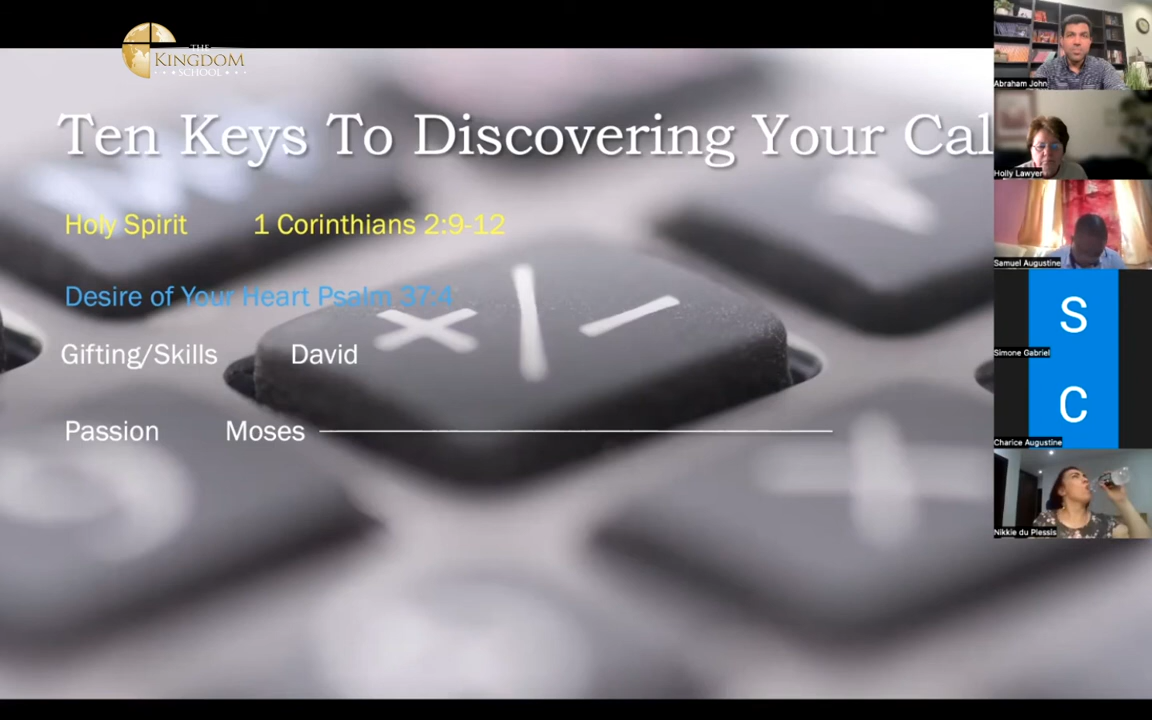 THE
KINGDOM
SCHOOL
Ten Keys To Discovering Your Cal
Holy Spirit 1 Corinthians 2:9-12
Desire of Your Heart Psalm 37:4
Gifting/Skills David
Passion Moses
Abraham John
Holly Lawyer
Samuel Augustine
S
Simone Gabriel
C
Charice Augustine
Nikkie du Plessis